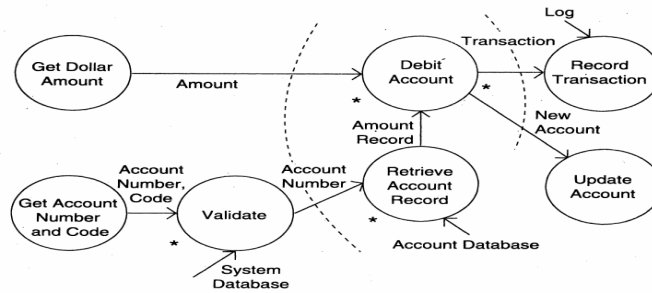 Log
Get Dollar
Amount
Amount
Debit
Account
Transaction
Record
Transaction
*
*
Amount
Record
New
Account
Get Account
Number
and Code
Account
Number,
Code
Validate
*
System
Database
Account
Number
Retrieve
Account
Record
*
Account Database
Update
Account